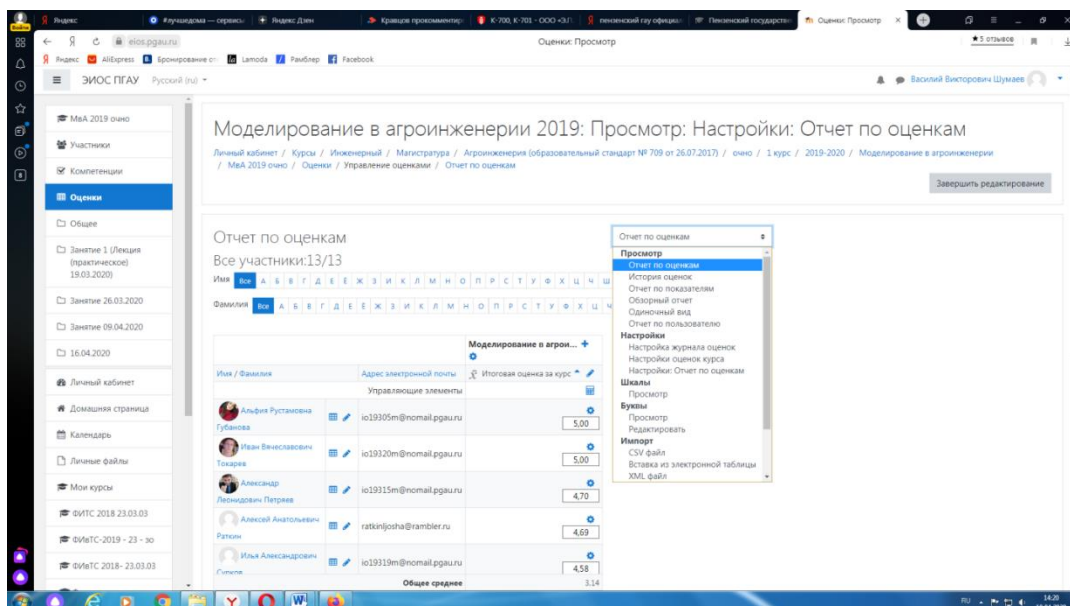 Яндекс
#лучшедома — сервисы
Яндекс Дзен
Кравцов прокомментир
К-700, К-701 - ООО
пензенский гау официал
Пензенский государстве
Оценки: Просмотр
eios.pgau.ru
Оценки: Просмотр
5 отзывов
Яндекс
AliExpress
Бронирование
Lamoda
Рамблер
Facebook
ЭИОС ПГАУ
Русский (ru)
Василий Викторович Шумаев
МвА 2019 очно
Участники
Компетенции
Оценки
Общее
Занятие 1 (Лекция
(практическое)
19.03.2020)
Занятие 26.03.2020
Занятие 09.04.2020
16.04.2020
Личный кабинет
Домашняя страница
Календарь
Личные файлы
Мои курсы
ФИТС 2018 23.03.03
ФИвТС-2019 - 23 - зо
ФИвТС 2018- 23.03.03
Моделирование в агроинженерии 2019: Просмотр: Настройки: Отчет по оценкам
Личный кабинет / Курсы / Инженерный / Магистратура / Агроинженерия (образовательный стандарт № 709 от 26.07.2017) / очно / 1 курс / 2019-2020 / Моделирование в агроинженерии
/ МвА 2019 очно / Оценки / Управление оценками / Отчет по оценкам
Завершить редактирование
Отчет по оценкам
Все участники:13/13
Имя Все А Б В Г Д Е Ё Ж З И К Л М Н О П Р С Т У Ф Х Ц Ч Ш
Фамилия Все А Б В Г Д Е Ё Ж З И К Л М Н О П Р С Т У Ф Х Ц Ч
Моделирование в агрои...
Имя / Фамилия
Адрес электронной почты
Итоговая оценка за курс
Управляющие элементы
Альфия Рустамовна
Губанова
io19305m@nomail.pgau.ru
5,00
Иван Вячеславович
Токарев
io19320m@nomail.pgau.ru
5,00
Александр
Леонидович Петряев
io19315m@nomail.pgau.ru
4,70
Алексей Анатольевич
Раткин
ratkinljosha@rambler.ru
4,69
Илья Александрович
io19319m@nomail.pgau.ru
4,58
Общее среднее
3,14
Отчет по оценкам
Просмотр
Отчет по оценкам
История оценок
Отчет по показателям
Обзорный отчет
Одиночный вид
Отчет по пользователю
Настройки
Настройка журнала оценок
Настройки оценок курса
Настройки: Отчет по оценкам
Шкалы
Просмотр
Буквы
Просмотр
Редактировать
Импорт
CSV файл
Вставка из электронной таблицы
XML файл
RU
14:20